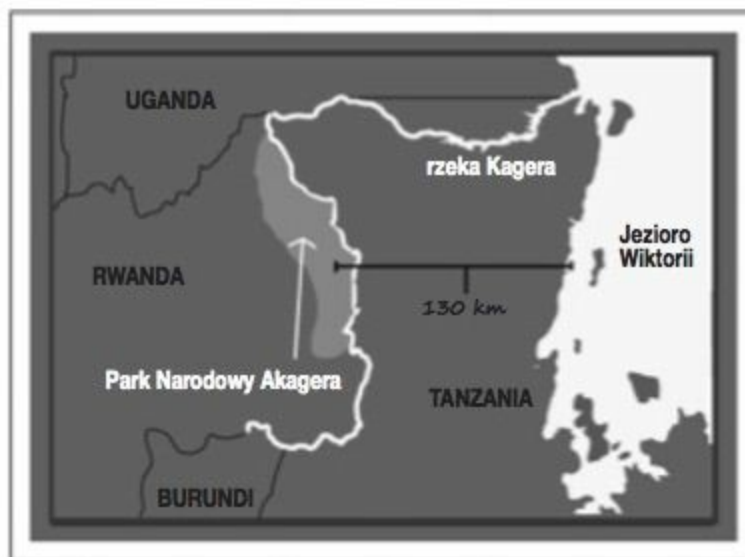 UGANDA
rzeka Kagera
Jezioro
Wiktorii
RWANDA
130 km
Park Narodowy Akagera
TANZANIA
BURUNDI